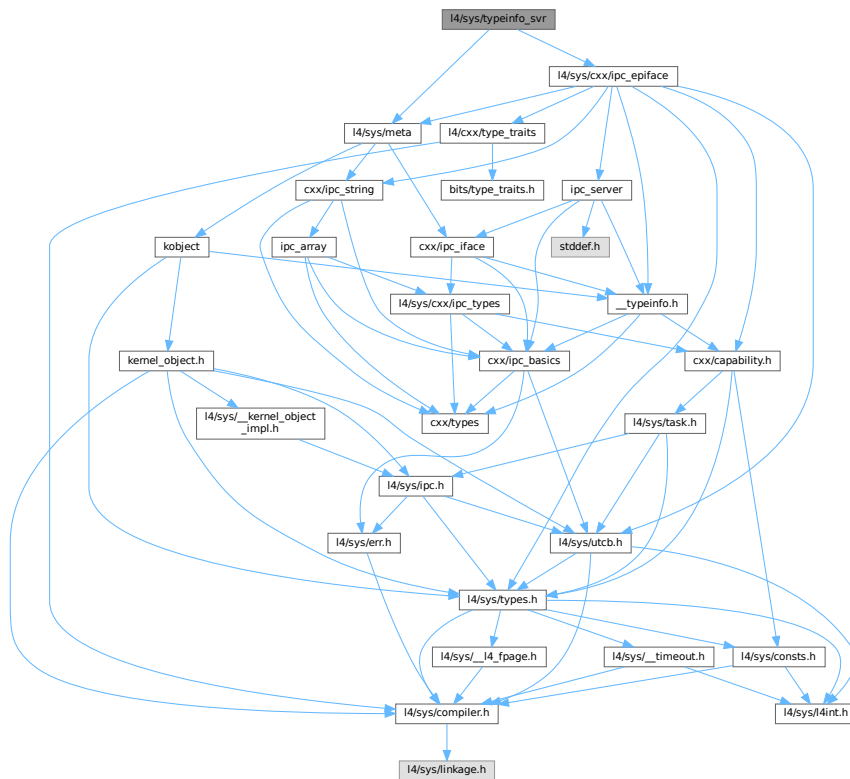 l4/sys/typeinfo_svr
l4/sys/cxx/ipc_epiface
l4/sys/meta
l4/cxx/type_traits
cxx/ipc_string
bits/type_traits.h
ipc_server
kobject
ipc_array
cxx/ipc_iface
stddef.h
l4/sys/cxx/ipc_types
__typeinfo.h
kernel_object.h
cxx/ipc_basics
cxx/capability.h
l4/sys/__kernel_object
_impl.h
cxx/types
l4/sys/task.h
l4/sys/ipc.h
l4/sys/err.h
l4/sys/utcb.h
l4/sys/types.h
l4/sys/__l4_fpage.h
l4/sys/__timeout.h
l4/sys/consts.h
l4/sys/compiler.h
l4/sys/l4int.h
l4/sys/linkage.h